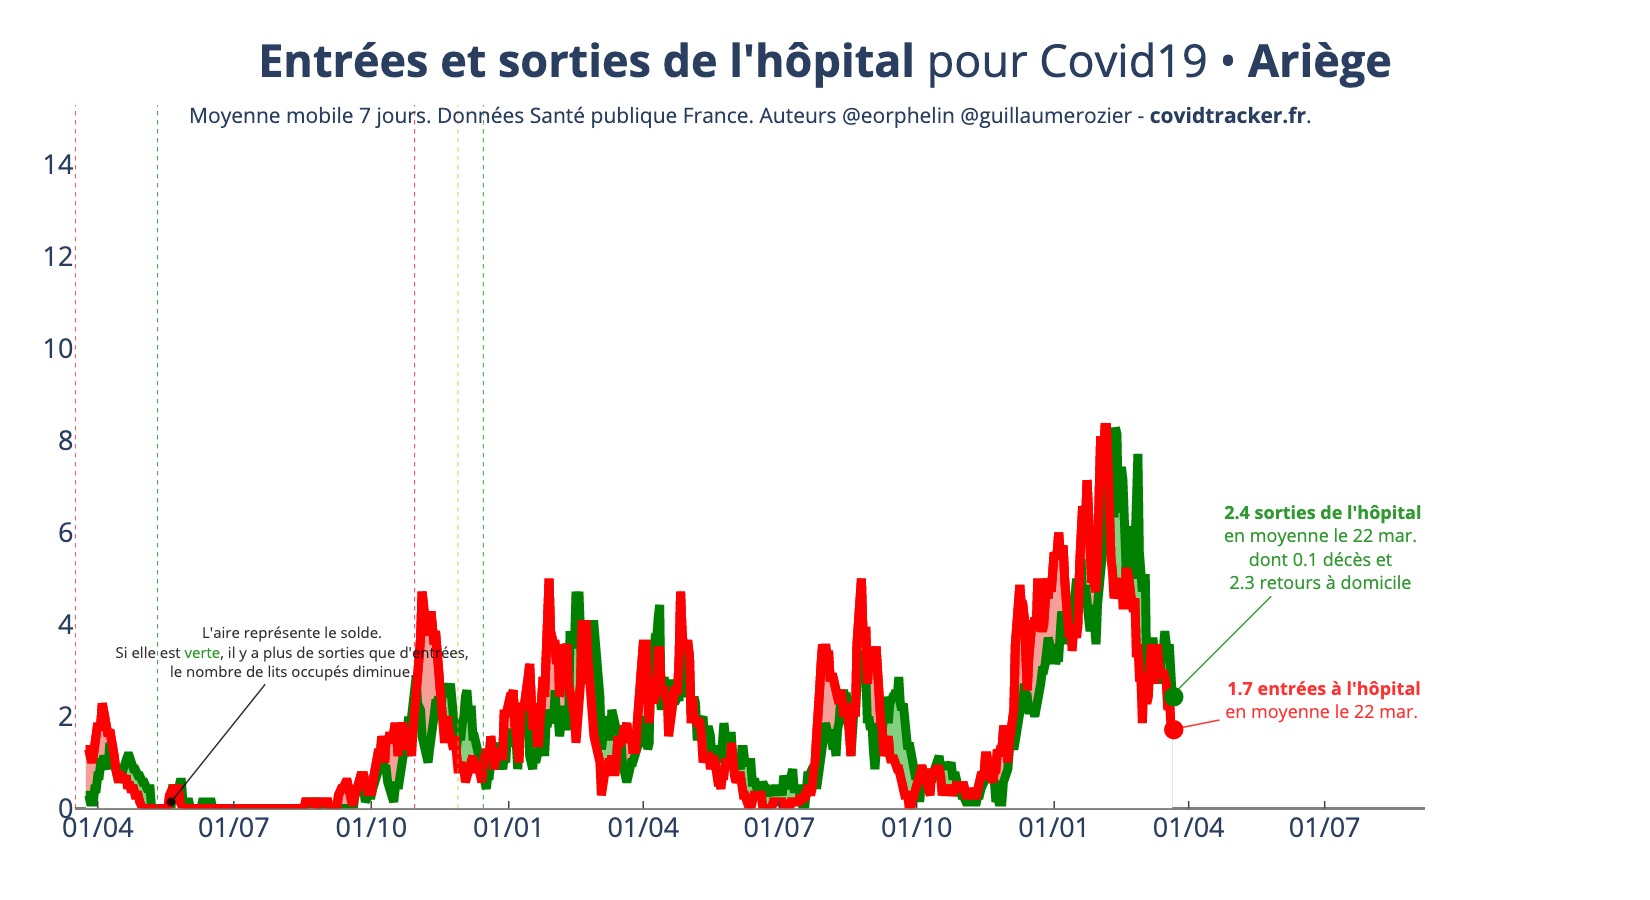 Entrées et sorties de l'hôpital pour Covid19 • Ariège
Moyenne mobile 7 jours. Données Santé publique France. Auteurs @eorphelin @guillaumerozier - covidtracker.fr.
14
12
10
8
6
4
2
0
2.4 sorties de l'hôpital
en moyenne le 22 mar.
dont 0.1 décès et
2.3 retours à domicile
L'aire représente le solde.
Si elle est verte, il y a plus de sorties que d'entrées,
le nombre de lits occupés diminue.
1.7 entrées à l'hôpital
en moyenne le 22 mar.
01/04 01/07 01/10 01/01 01/04 01/07 01/10 01/01 01/04 01/07